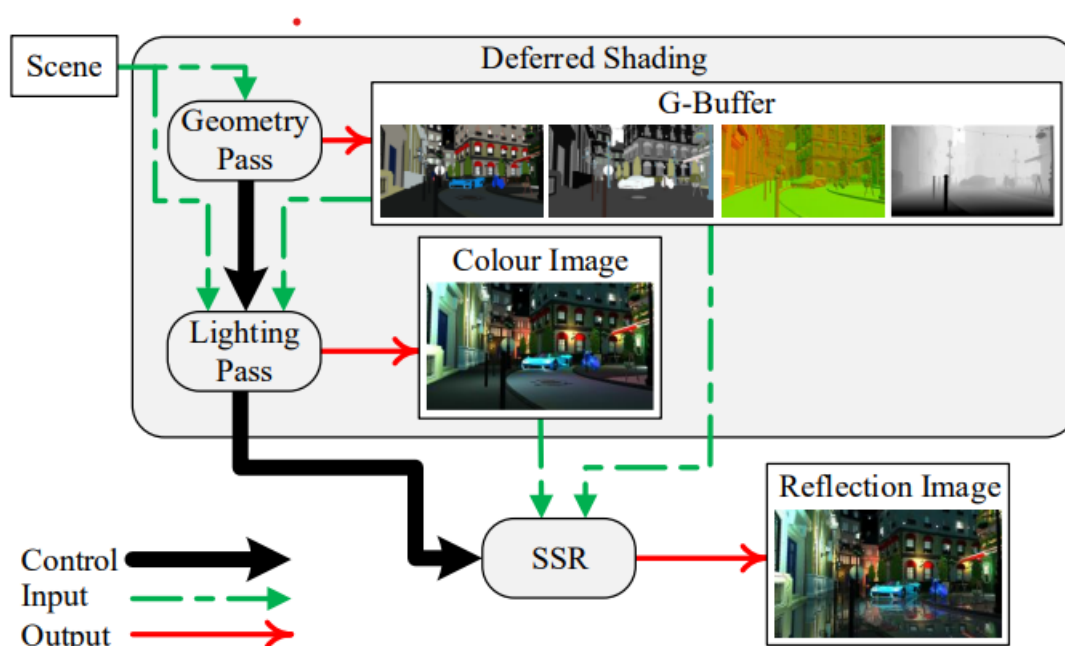 Scene
Deferred Shading
G-Buffer
Geometry
Pass
Colour Image
Lighting
Pass
Reflection Image
SSR
Control
Input
Output